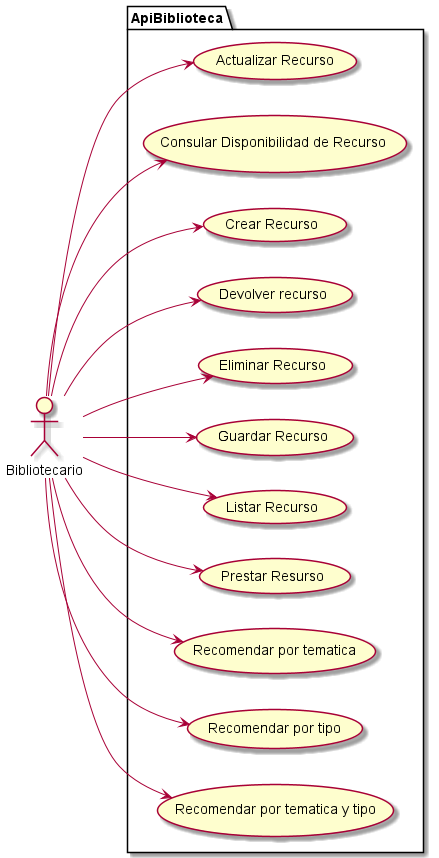 ApiBiblioteca
Actualizar Recurso
Consular Disponibilidad de Recurso
Crear Recurso
Devolver recurso
Eliminar Recurso
Guardar Recurso
Bibliotecario
Listar Recurso
Prestar Resurso
Recomendar por tematica
Recomendar por tipo
Recomendar por tematica y tipo